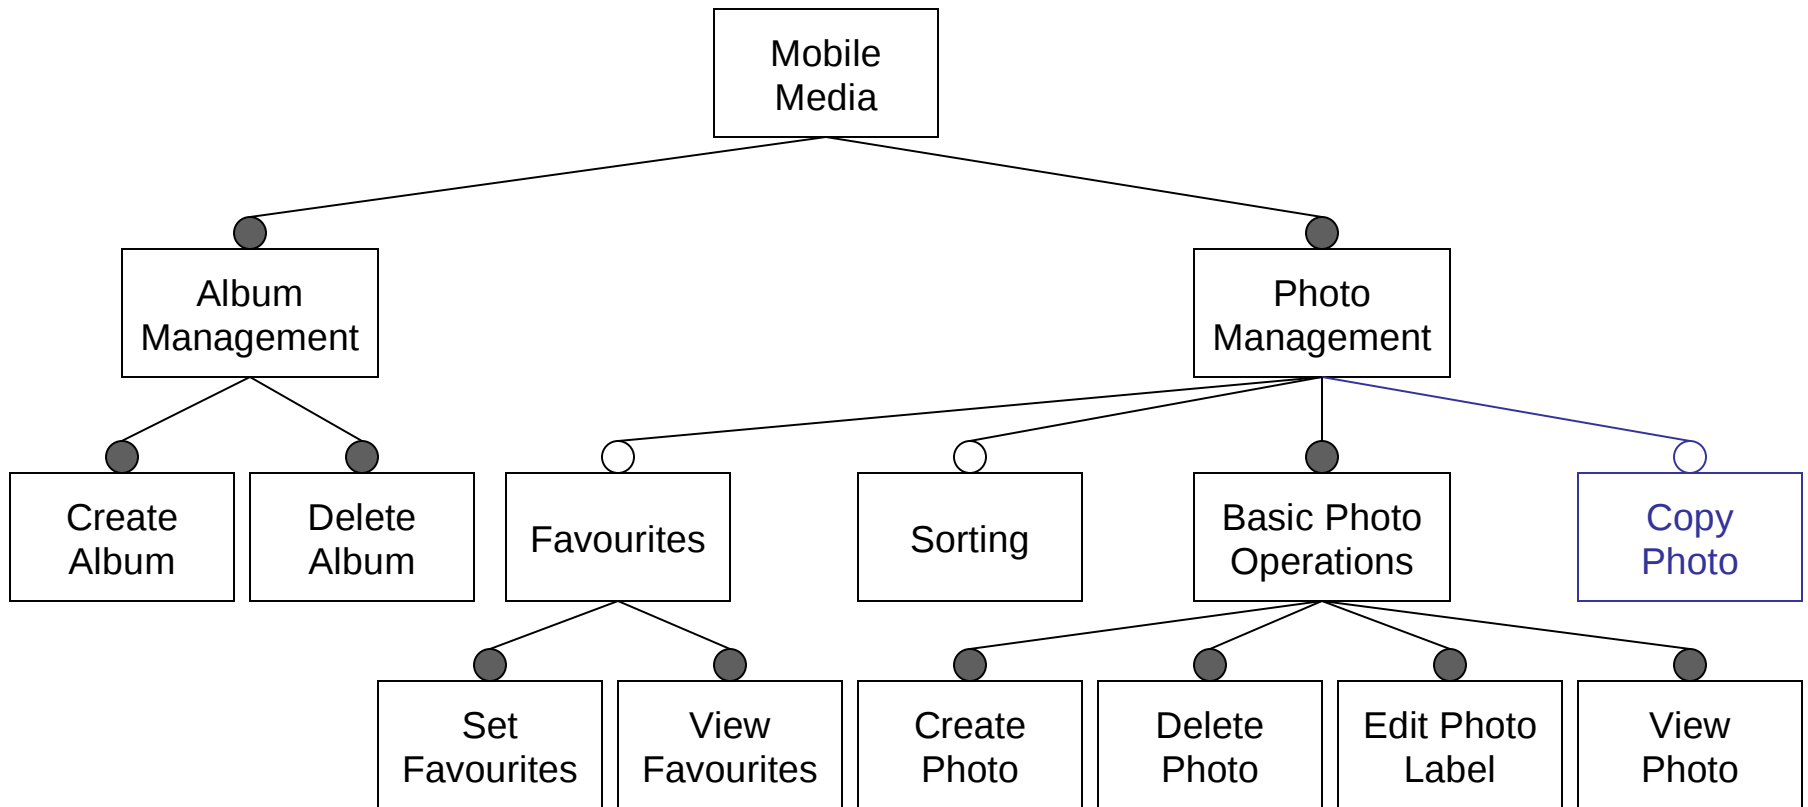 Mobile
Media
Album
Management
Photo
Management
Create
Album
Delete
Album
Favourites
Sorting
Basic Photo
Operations
Copy
Photo
Set
Favourites
View
Favourites
Create
Photo
Delete
Photo
Edit Photo
Label
View
Photo